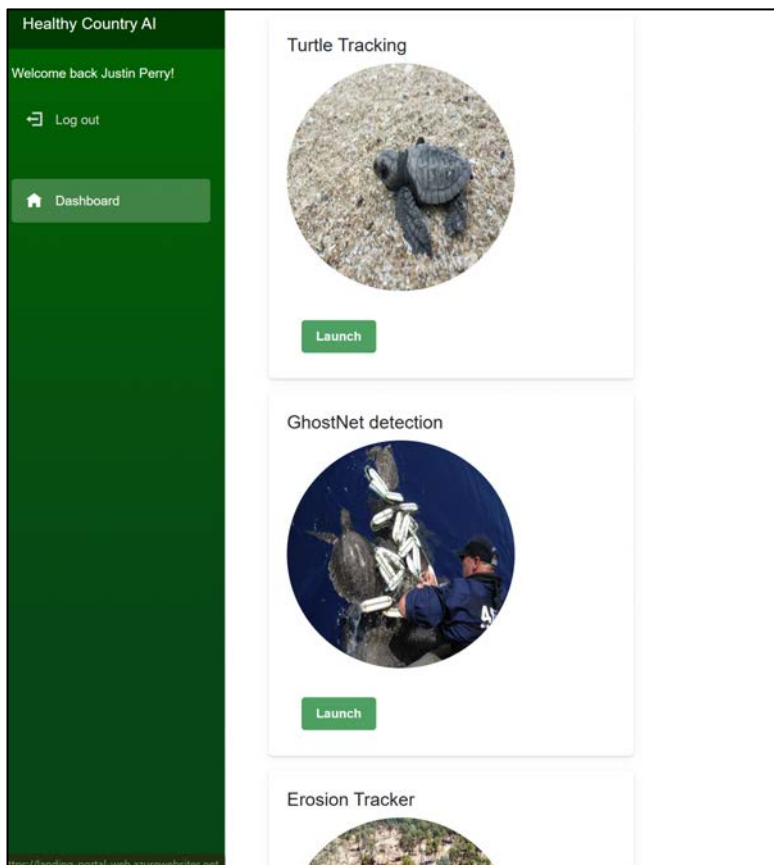 Healthy Country AI
Welcome back Justin Perry!
Log out
Dashboard
Turtle Tracking
Launch
GhostNet detection
Launch
Erosion Tracker